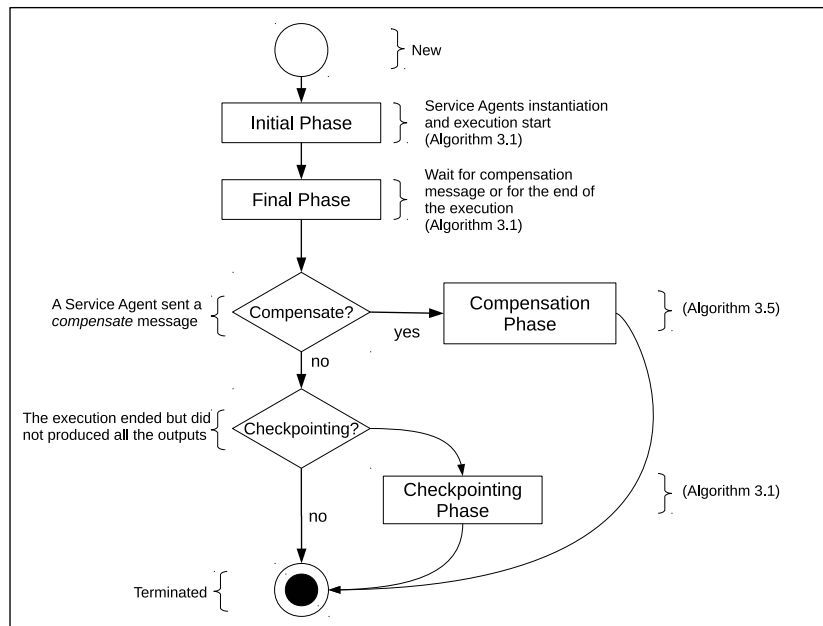 New
Initial Phase
Service Agents instantiation
and execution start
(Algorithm 3.1)
Final Phase
Wait for compensation
message or for the end of
the execution
(Algorithm 3.1)
A Service Agent sent a
compensate message
Compensate?
yes
Compensation
Phase
(Algorithm 3.5)
no
The execution ended but did
not produced all the outputs
Checkpointing?
Checkpointing
Phase
(Algorithm 3.1)
no
Terminated